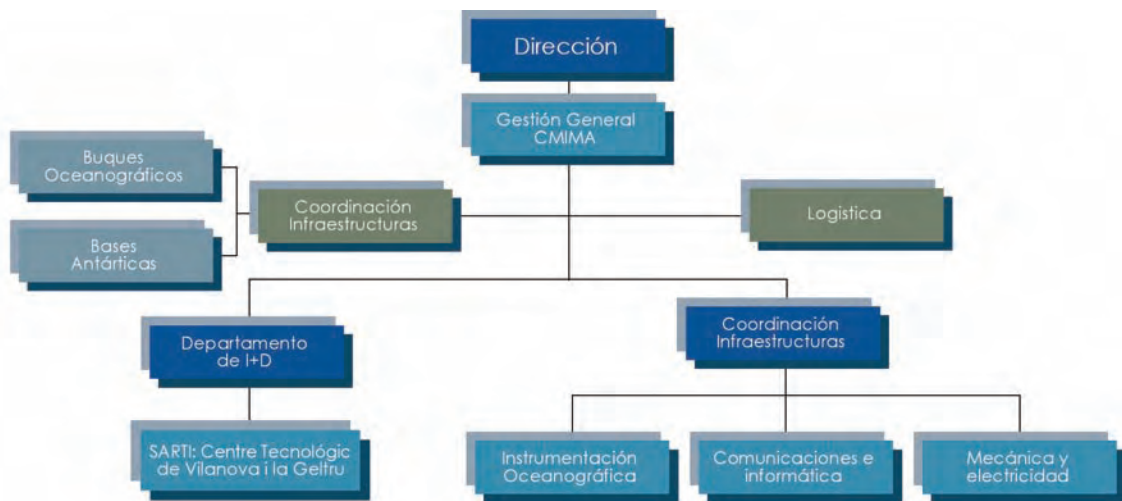 Dirección
Gestión General
CMIMA
Buques
Oceanográficos
Bases
Antárticas
Coordinación
Infraestructuras
Logistica
Departamento
de I+D
Coordinación
Infraestructuras
SARTI: Centre Tecnológic
de Vilanova i la Geltru
Instrumentación
Oceanográfica
Comunicaciones e
informática
Mecánica y
electricidad